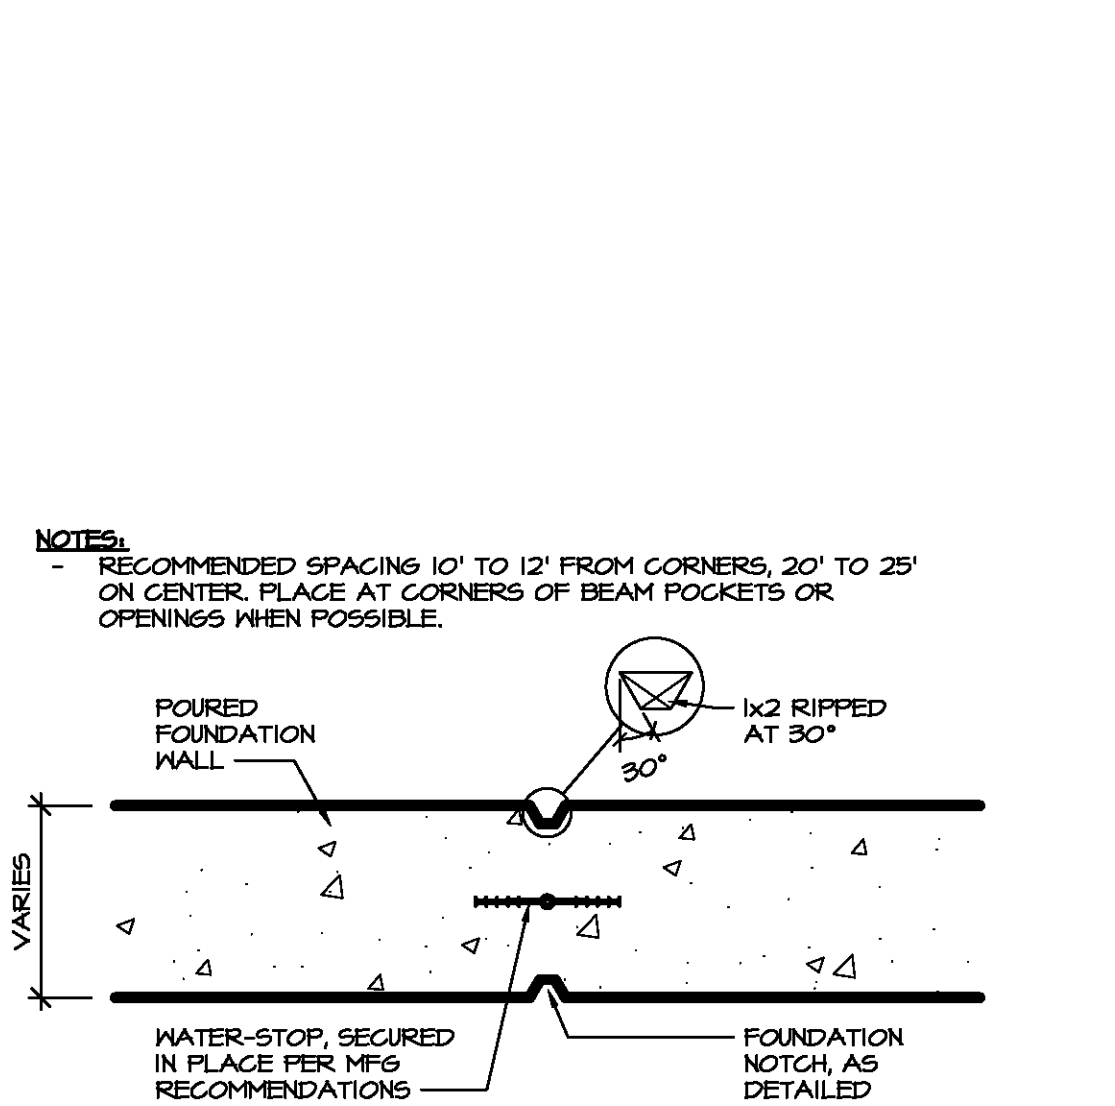 NOTES:
- RECOMMENDED SPACING 10' TO 12' FROM CORNERS, 20' TO 25'
ON CENTER. PLACE AT CORNERS OF BEAM POCKETS OR
OPENINGS WHEN POSSIBLE.
POURED
FOUNDATION
WALL
1x2 RIPPED
AT 30°
30°
VARIES
WATER-STOP, SECURED
IN PLACE PER MFG
RECOMMENDATIONS
FOUNDATION
NOTCH, AS
DETAILED